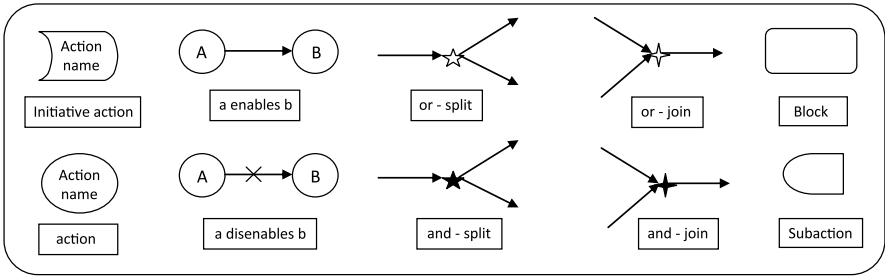 Action
name
A
B
Initiative action
a enables b
or - split
or - join
Block
Action
name
A
B
action
a disenables b
and - split
and - join
Subaction